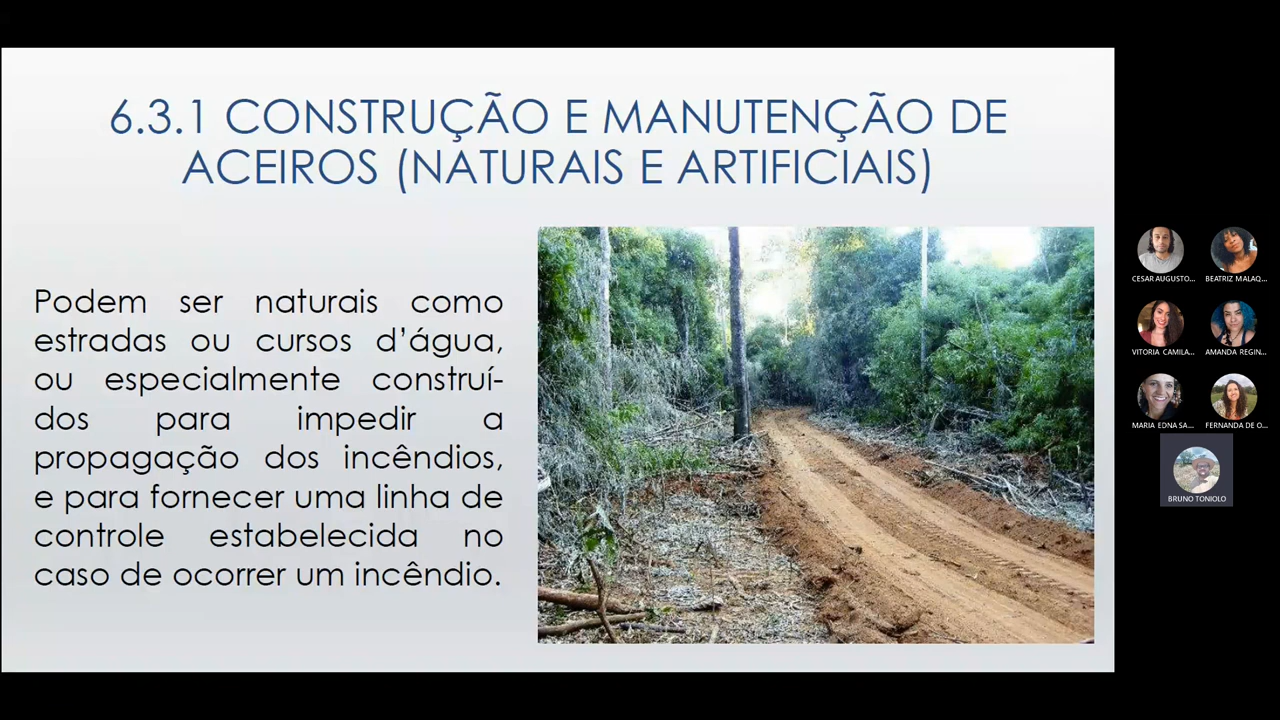 6.3.1 CONSTRUÇÃO E MANUTENÇÃO DE
ACEIROS (NATURAIS E ARTIFICIAIS)
Podem ser naturais como
estradas ou cursos d’água,
ou especialmente construí-
dos para impedir a
propagação dos incêndios,
e para fornecer uma linha de
controle estabelecida no
caso de ocorrer um incêndio.
CESAR AUGUSTO...
BEATRIZ MALAQ...
VITORIA CAMILA...
AMANDA REGIN...
MARIA EDNA SA...
FERNANDA DE O...
BRUNO TONIOLO